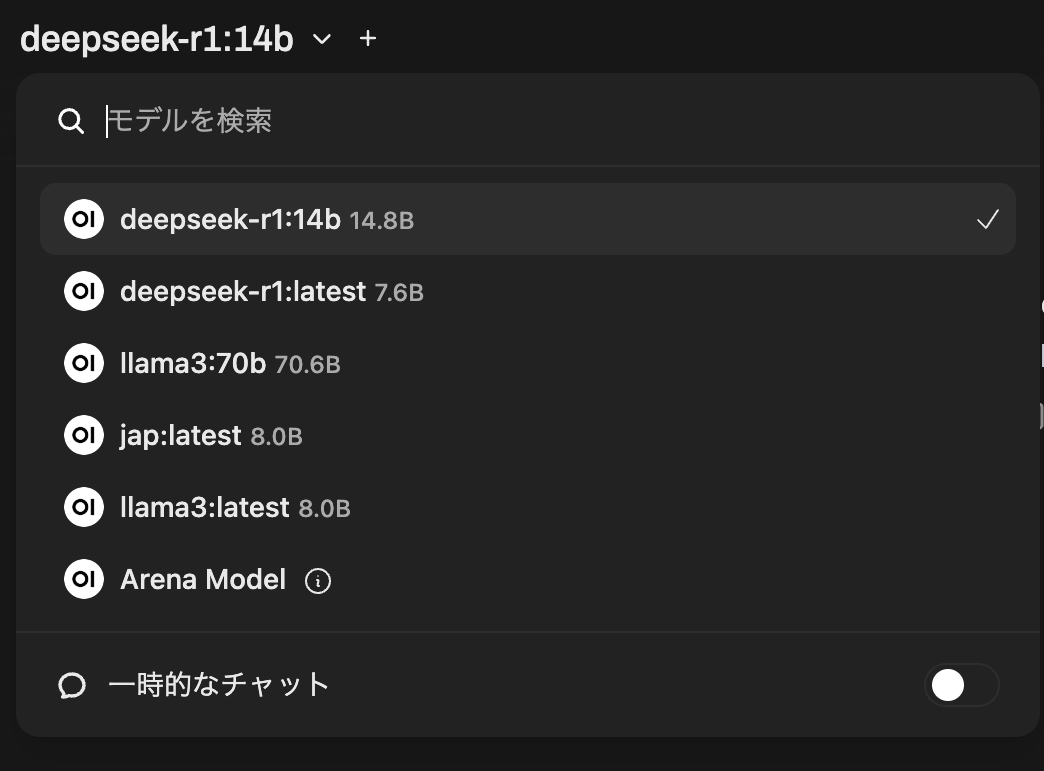 deepseek-r1:14b
モデルを検索
OI deepseek-r1:14b 14.8B
OI deepseek-r1:latest 7.6B
OI llama3:70b 70.6B
OI jap:latest 8.0B
OI llama3:latest 8.0B
OI Arena Model
一時的なチャット